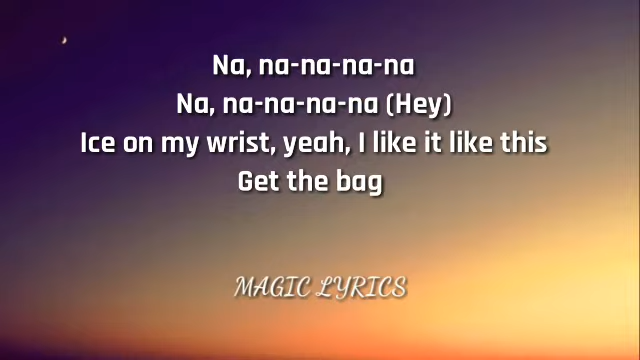 Na, na-na-na-na
Na, na-na-na-na (Hey)
Ice on my wrist, yeah, I like it like this
Get the bag
MAGIC LYRICS